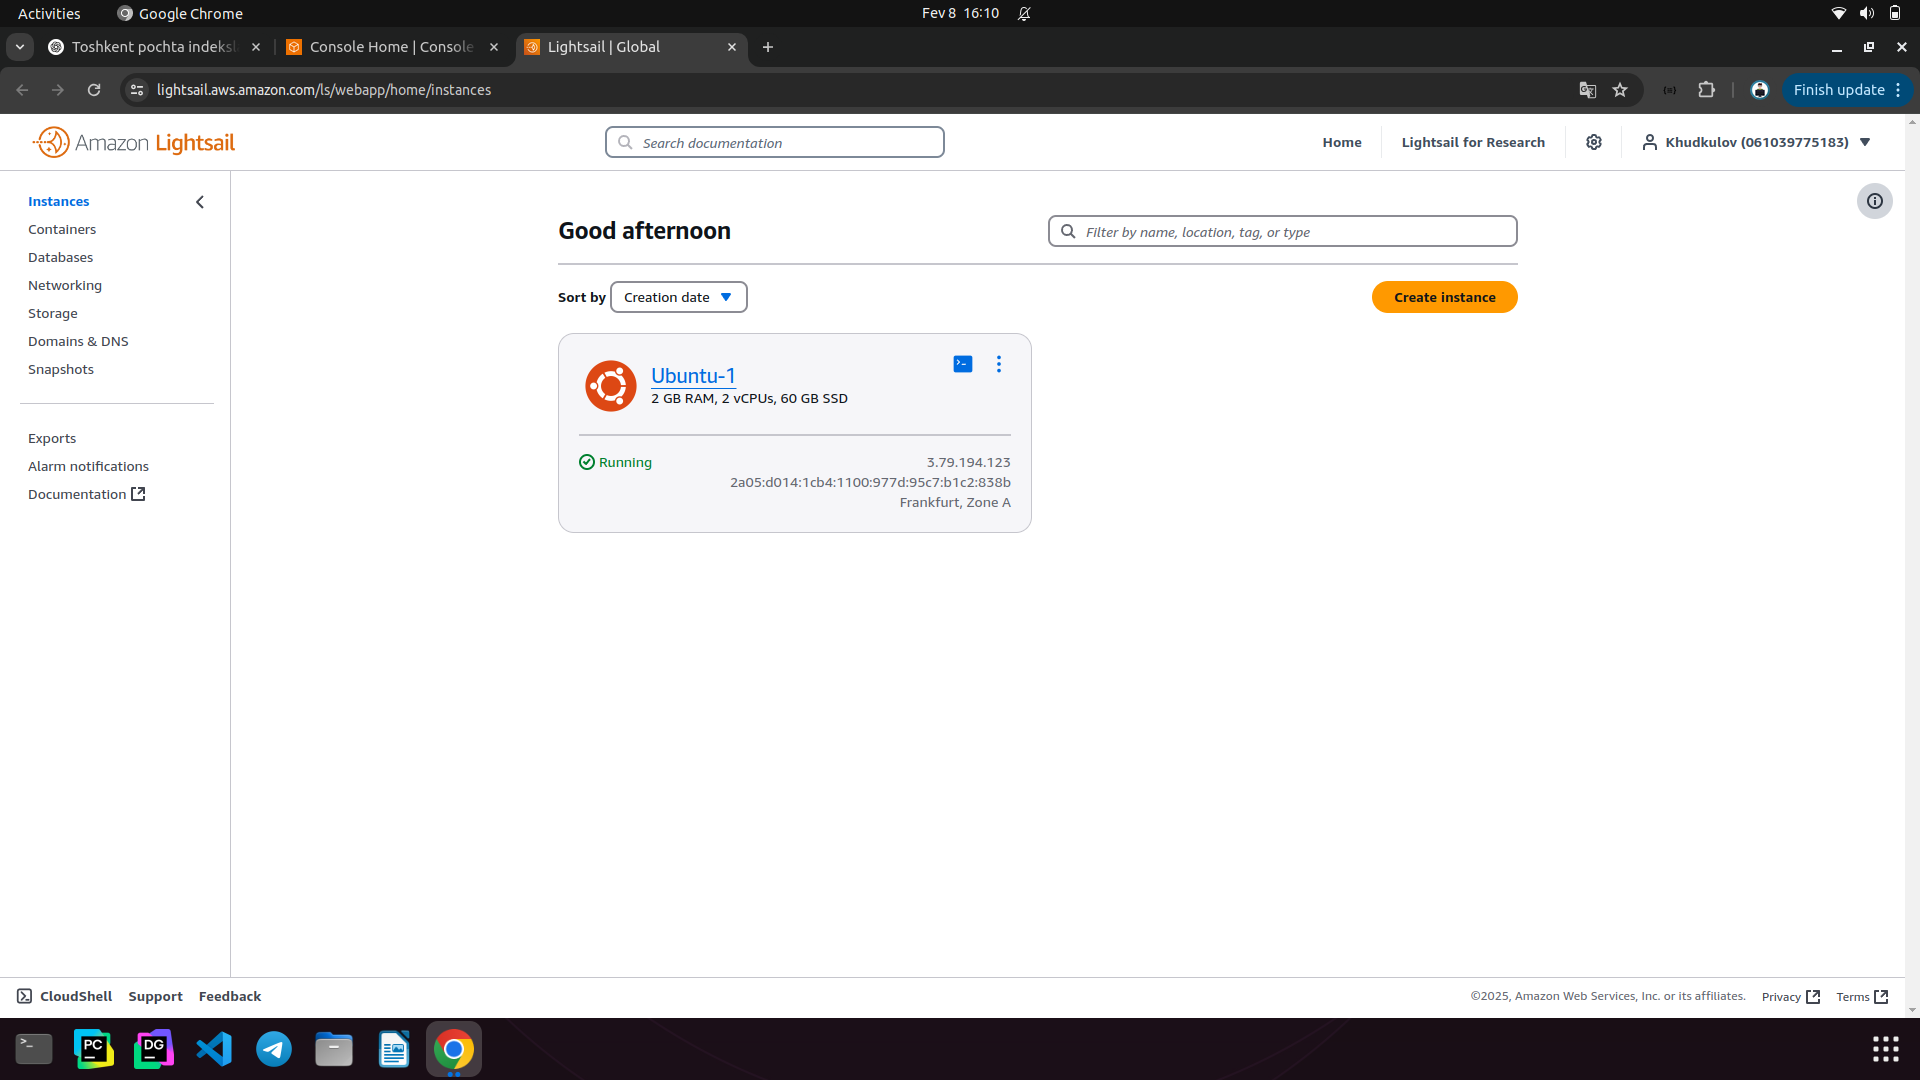 Activities
Google Chrome
Fev 8 16:10
Toshkent pochta indeksl
Console Home | Console
Lightsail | Global
lightsail.aws.amazon.com/ls/webapp/home/instances
Finish update
Amazon Lightsail
Search documentation
Home
Lightsail for Research
Khudkulov (061039775183)
Instances
Containers
Databases
Networking
Storage
Domains & DNS
Snapshots
Exports
Alarm notifications
Documentation
Good afternoon
Filter by name, location, tag, or type
Sort by
Creation date
Create instance
Ubuntu-1
2 GB RAM, 2 vCPUs, 60 GB SSD
Running
3.79.194.123
2a05:d014:1cb4:1100:977d:95c7:b1c2:838b
Frankfurt, Zone A
CloudShell
Support
Feedback
©2025, Amazon Web Services, Inc. or its affiliates.
Privacy
Terms
PC
DG